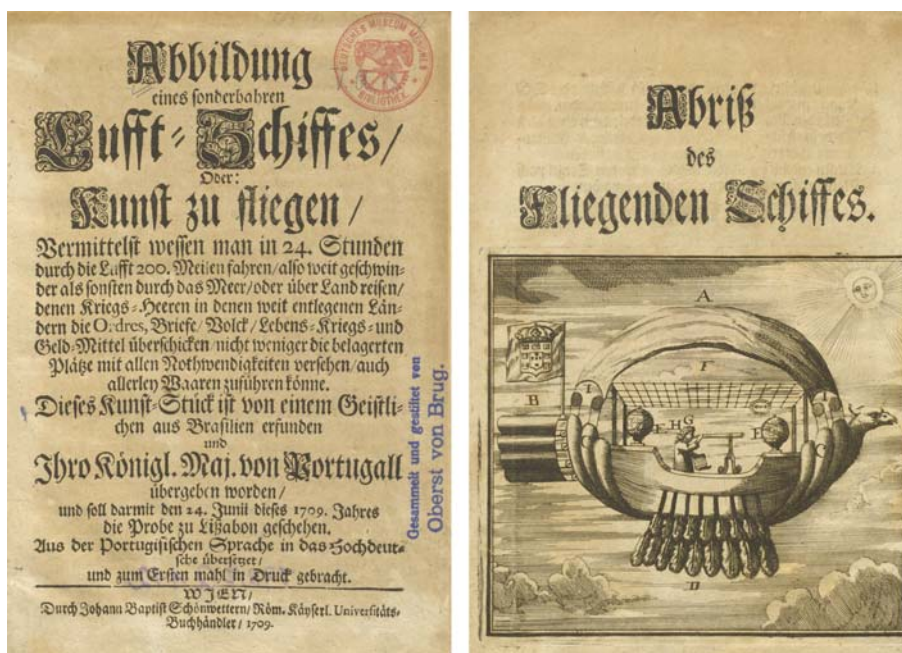 Abbildung
eines sonderbahren
Lufft-Schiffes/
Oder:
Kunst zu fliegen/
Vermittelst wessen man in 24. Stunden
durch die Lufft 200. Meilen fahren/also weit geschwin-
der als sonsten durch das Meer/oder über Land reisen/
denen Kriegs-Heeren in denen weit entlegenen Län-
dern die Ordres, Briefe/Volck/Lebens-Kriegs-und
Geld-Mittel überschicken/nicht weniger die belagerten
Plätze mit allen Nothwendigkeiten versehen/auch
allerley Waaren zuführen könne.
Dieses Kunst-Stück ist von einem Geistli-
chen aus Brasilien erfunden
und
Ihro Königl. Maj. von Portugall
übergeben worden/
und soll darmit den 24. Junii dieses 1709. Jahres
die Probe zu Lißabon geschehen.
Aus der Portugisischen Sprache in das Hochdeut-
sche übersetzet/
und zum Ersten mahl in Druck gebracht.
WIEN/
Durch Johann Baptist Schönwettern/Röm. Käyserl. Universitäts-
Buchhändler/1709.
DEUTSCHES MUSEUM MÜNCHEN
BIBLIOTHEK
Gesammelt und gestiftet von
Oberst von Brug.
Abriß
des
Fliegenden Schiffes.
A
F
B
I
E H G E
D